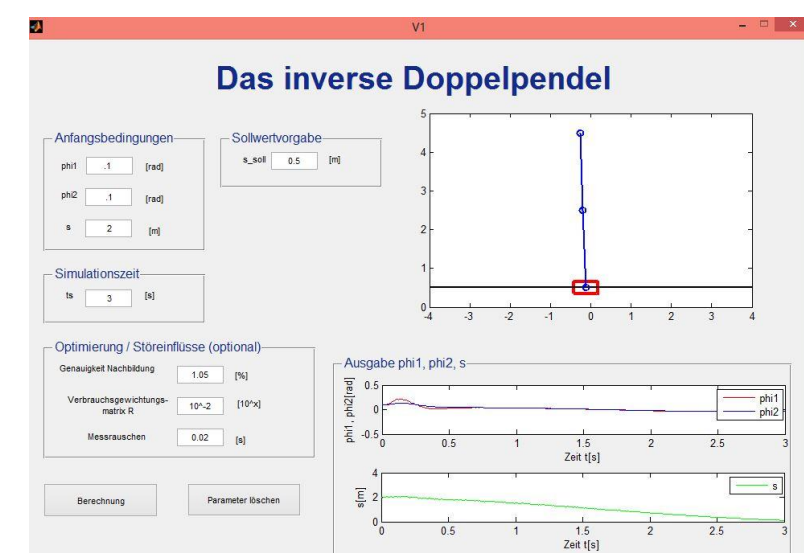 V1
Das inverse Doppelpendel
Anfangsbedingungen
phi1 .1 [rad]
phi2 .1 [rad]
s 2 [m]
Sollwertvorgabe
s_soll 0.5 [m]
Simulationszeit
ts 3 [s]
Optimierung / Störeinflüsse (optional)
Genauigkeit Nachbildung 1.05 [%]
Verbrauchsgewichtungs-
matrix R 10^-2 [10^x]
Messrauschen 0.02 [s]
Berechnung
Parameter löschen
5
4
3
2
1
0
-4 -3 -2 -1 0 1 2 3 4
Ausgabe phi1, phi2, s
phi1, phi2[rad]
0.5
0
-0.5
phi1
phi2
0 0.5 1 1.5 2 2.5 3
Zeit t[s]
s[m]
4
2
0
s
0 0.5 1 1.5 2 2.5 3
Zeit t[s]